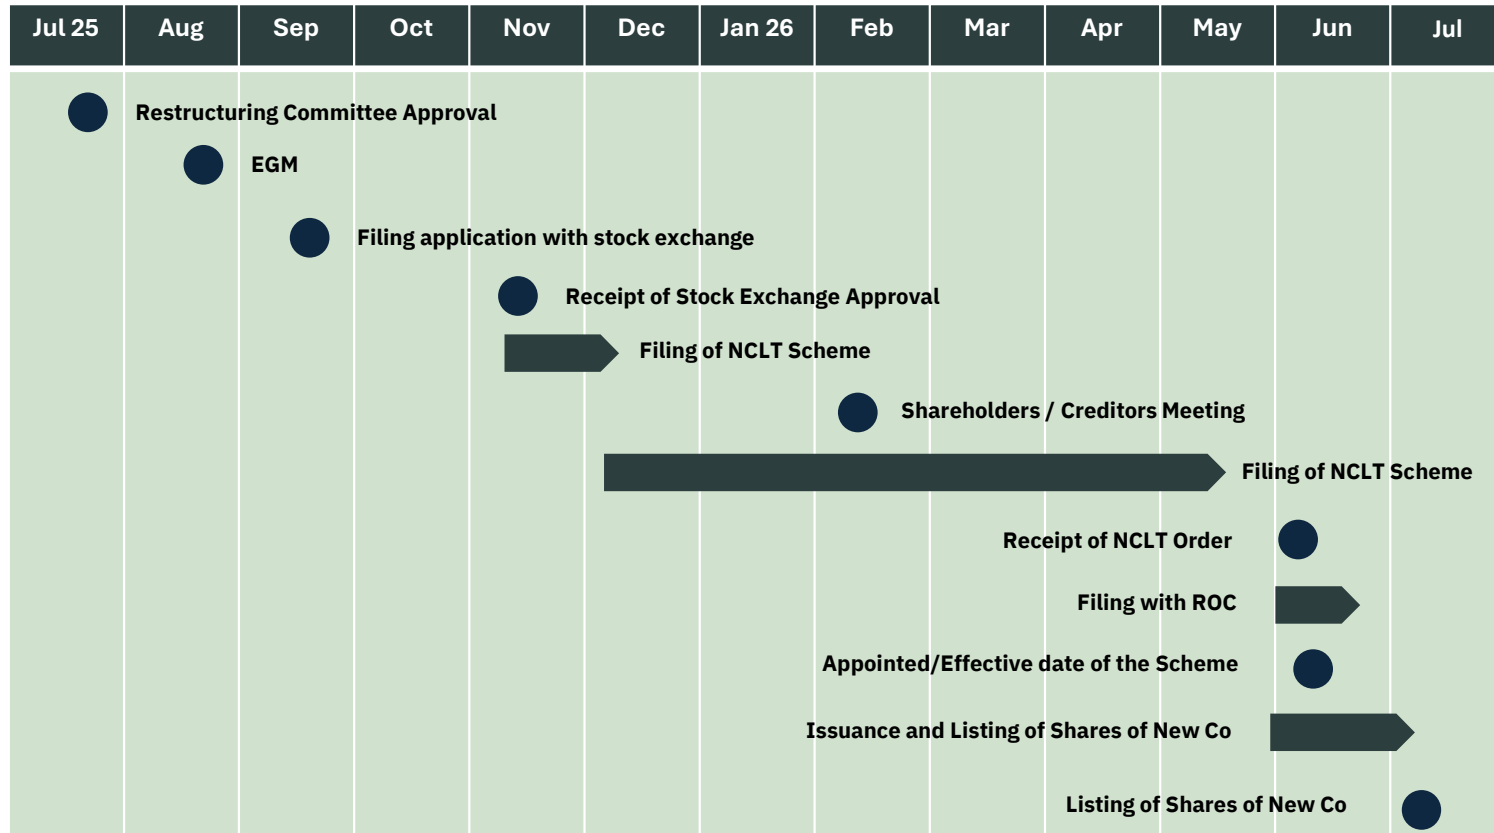 Jul 25 Aug Sep Oct Nov Dec Jan 26 Feb Mar Apr May Jun Jul
Restructuring Committee Approval
EGM
Filing application with stock exchange
Receipt of Stock Exchange Approval
Filing of NCLT Scheme
Shareholders / Creditors Meeting
Filing of NCLT Scheme
Receipt of NCLT Order
Filing with ROC
Appointed/Effective date of the Scheme
Issuance and Listing of Shares of New Co
Listing of Shares of New Co